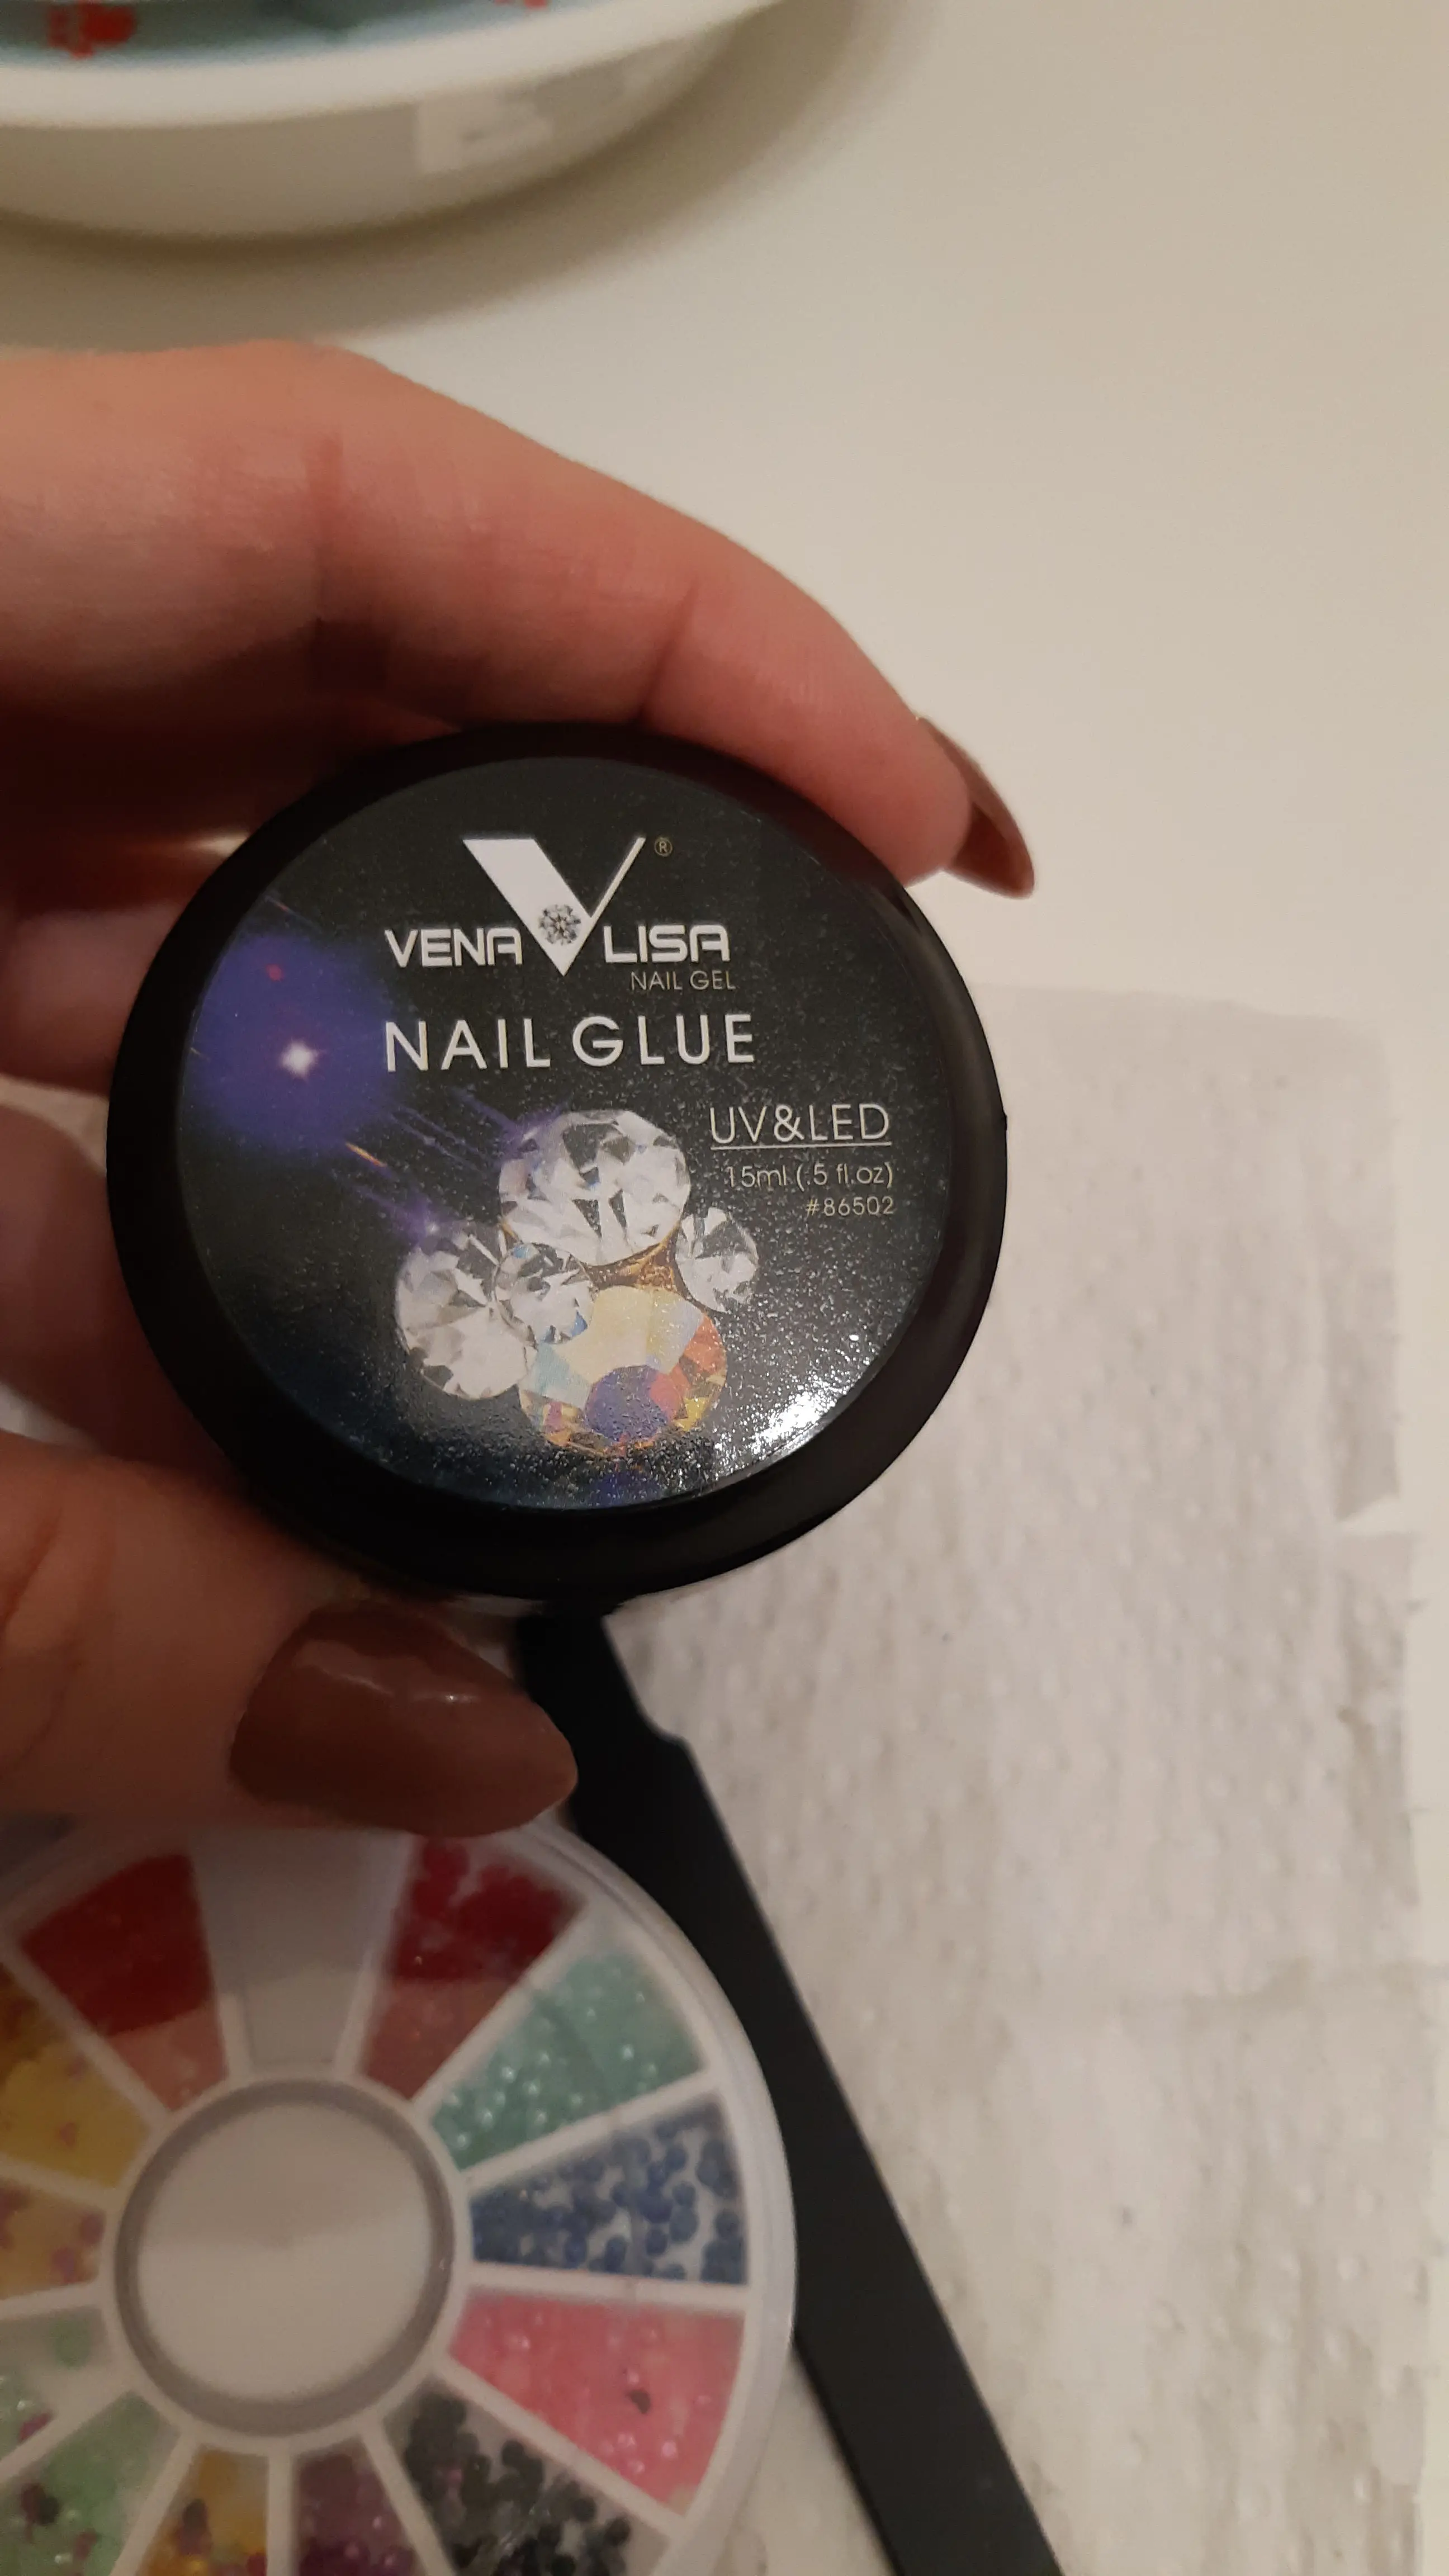 ®
VENA LISA
NAIL GEL
NAIL GLUE
UV&LED
15ml (.5 fl.oz)
#86502